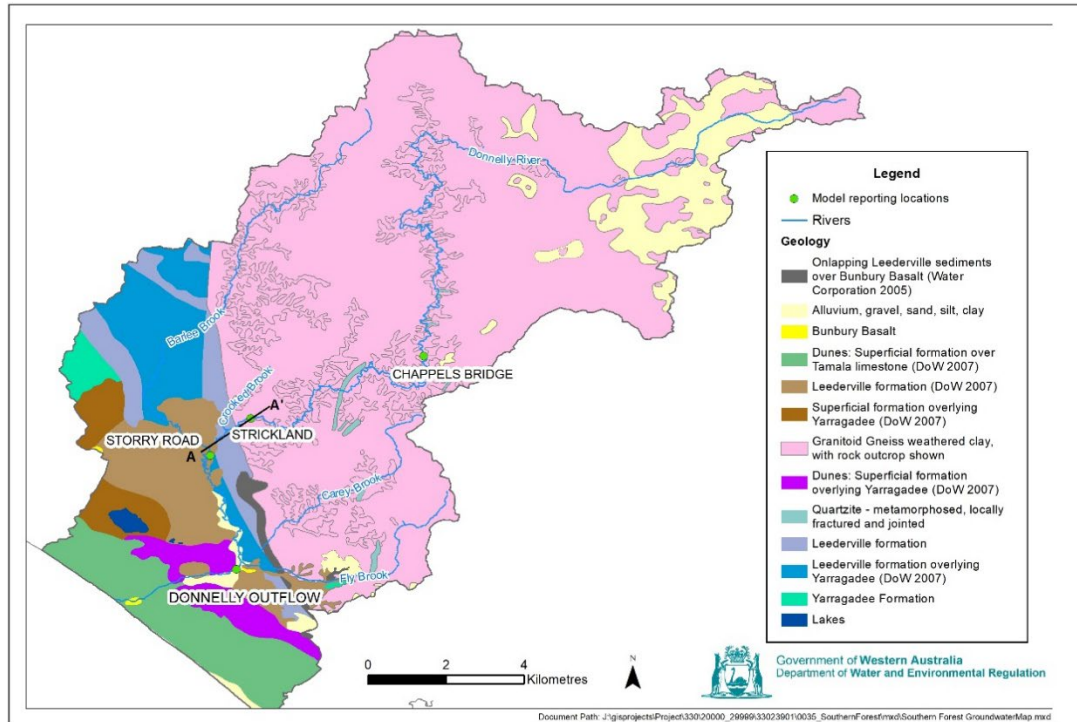 Donnelly River
Barlee Brook
CHAPPELS BRIDGE
Crooked Brook
A'
STORRY ROAD
STRICKLAND
A
Carey Brook
Fly Brook
DONNELLY OUTFLOW
Legend
Model reporting locations
Rivers
Geology
Onlapping Leederville sediments
over Bunbury Basalt (Water
Corporation 2005)
Alluvium, gravel, sand, silt, clay
Bunbury Basalt
Dunes: Superficial formation over
Tamala limestone (DoW 2007)
Leederville formation (DoW 2007)
Superficial formation overlying
Yarragadee (DoW 2007)
Granitoid Gneiss weathered clay,
with rock outcrop shown
Dunes: Superficial formation
overlying Yarragadee (DoW 2007)
Quartzite - metamorphosed, locally
fractured and jointed
Leederville formation
Leederville formation overlying
Yarragadee (DoW 2007)
Yarragadee Formation
Lakes
0 2 4
Kilometres
N
Government of Western Australia
Department of Water and Environmental Regulation
Document Path: J:\gisprojects\Project\330\20000_29999\33023901\0035_SouthernForest\mxd\Southern Forest GroundwaterMap.mxd